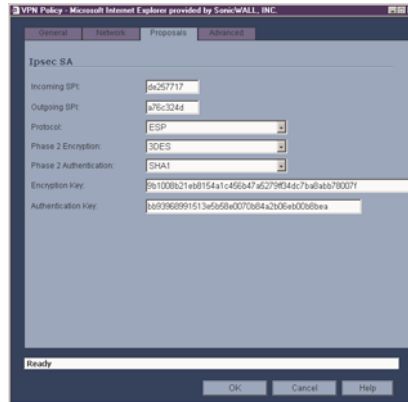 VPN Policy - Microsoft Internet Explorer provided by SonicWALL, INC.
General Network Proposals Advanced
Ipsec SA
Incoming SPI: de257717
Outgoing SPI: a76c324d
Protocol: ESP
Phase 2 Encryption: 3DES
Phase 2 Authentication: SHA1
Encryption Key: 9b1008b21eb8154a1c456b47a5279ff34dc7ba8abb78007f
Authentication Key: bb93968991513e5b58e0070b84a2b06eb00b8bea
Ready
OK Cancel Help